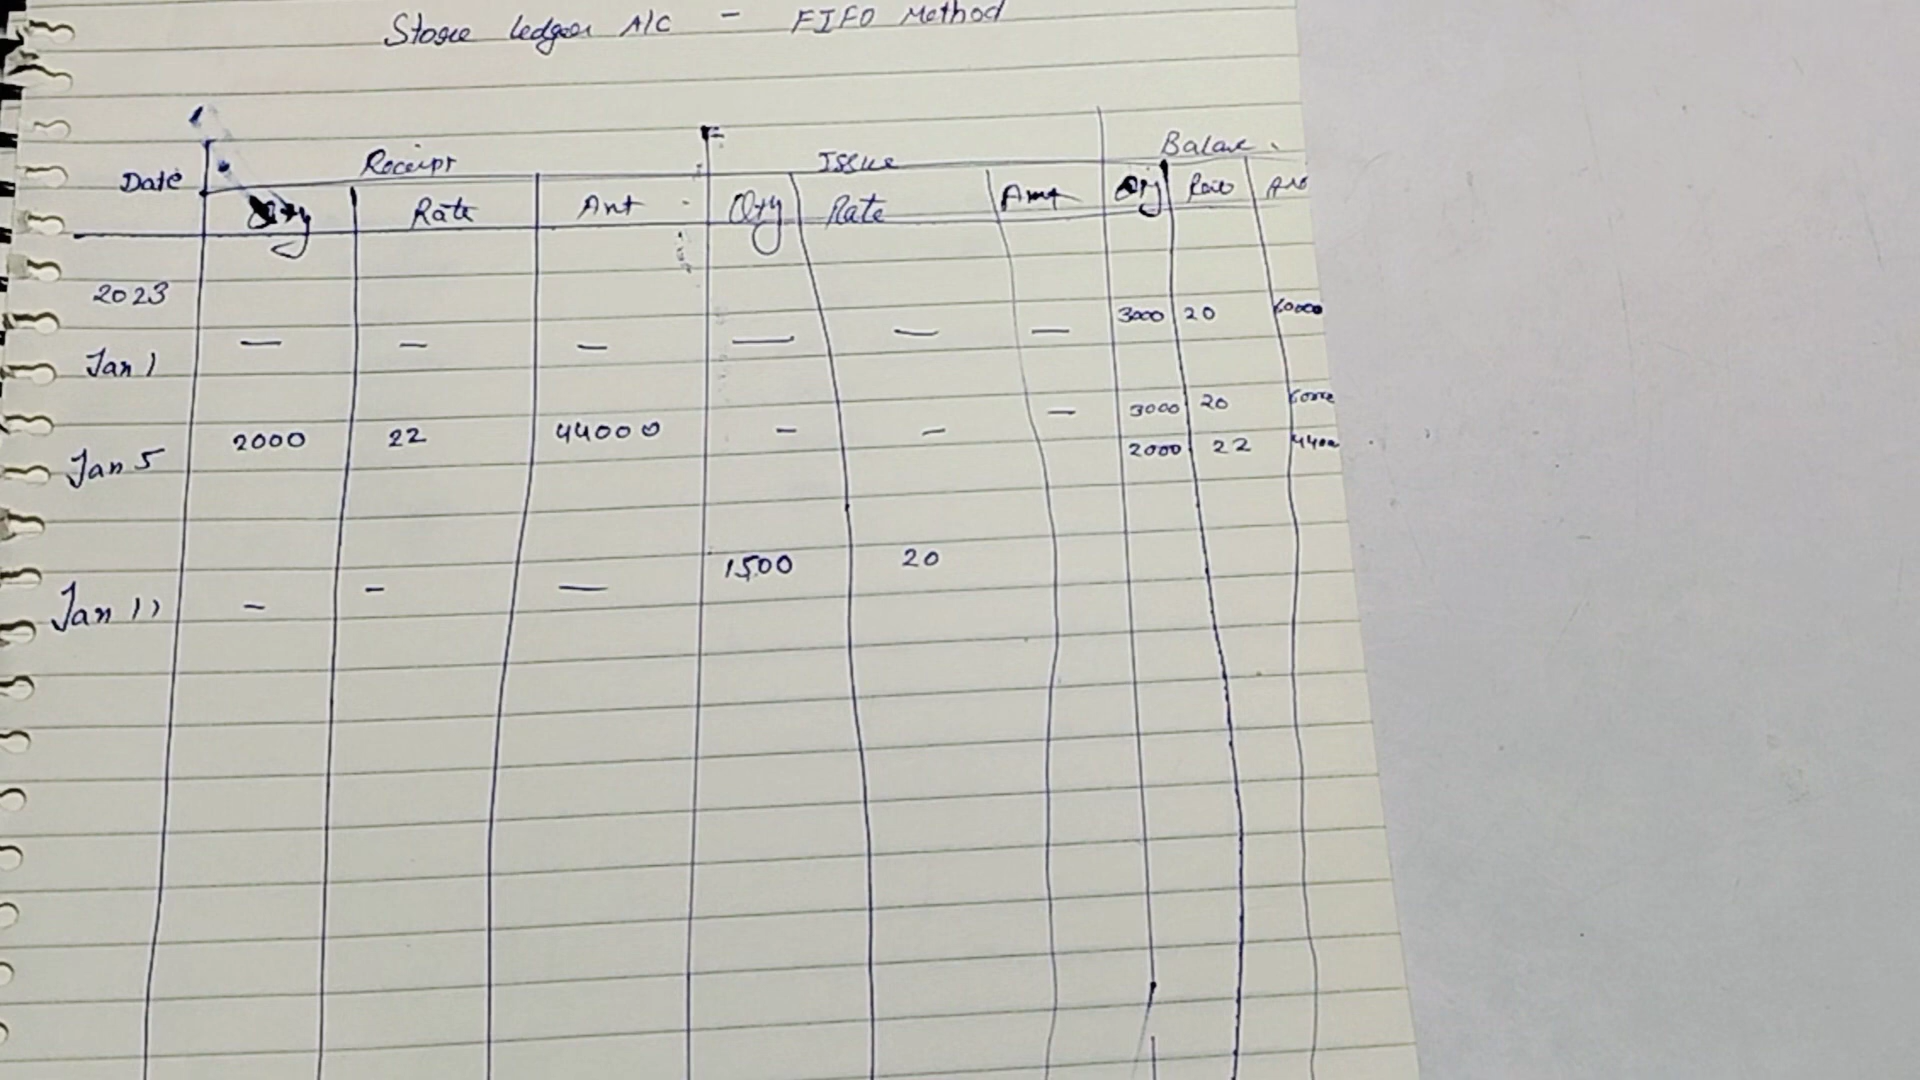 Store ledger A/C - FIFO Method
Date Receipt Issue Balance
Qty Rate Amt Qty Rate Amt Qty Rate
2023
Jan 1 — — — — — — 3000 20 60000
Jan 5 2000 22 44000 - - — 3000 20 60000
2000 22 44000
Jan 11 - - — 1500 20